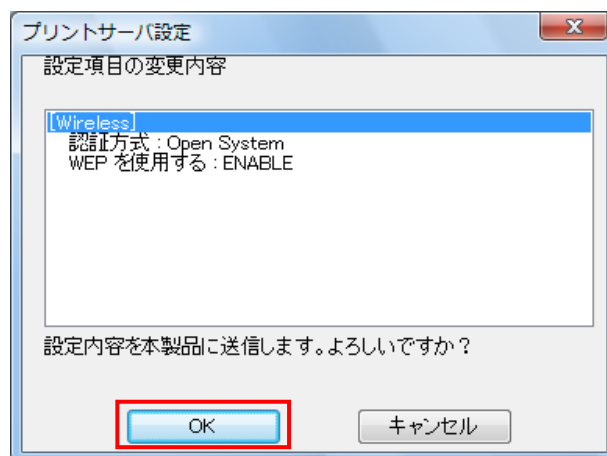 プリントサーバ設定
設定項目の変更内容
[Wireless]
認証方式 : Open System
WEP を使用する : ENABLE
設定内容を本製品に送信します。よろしいですか?
OK
キャンセル